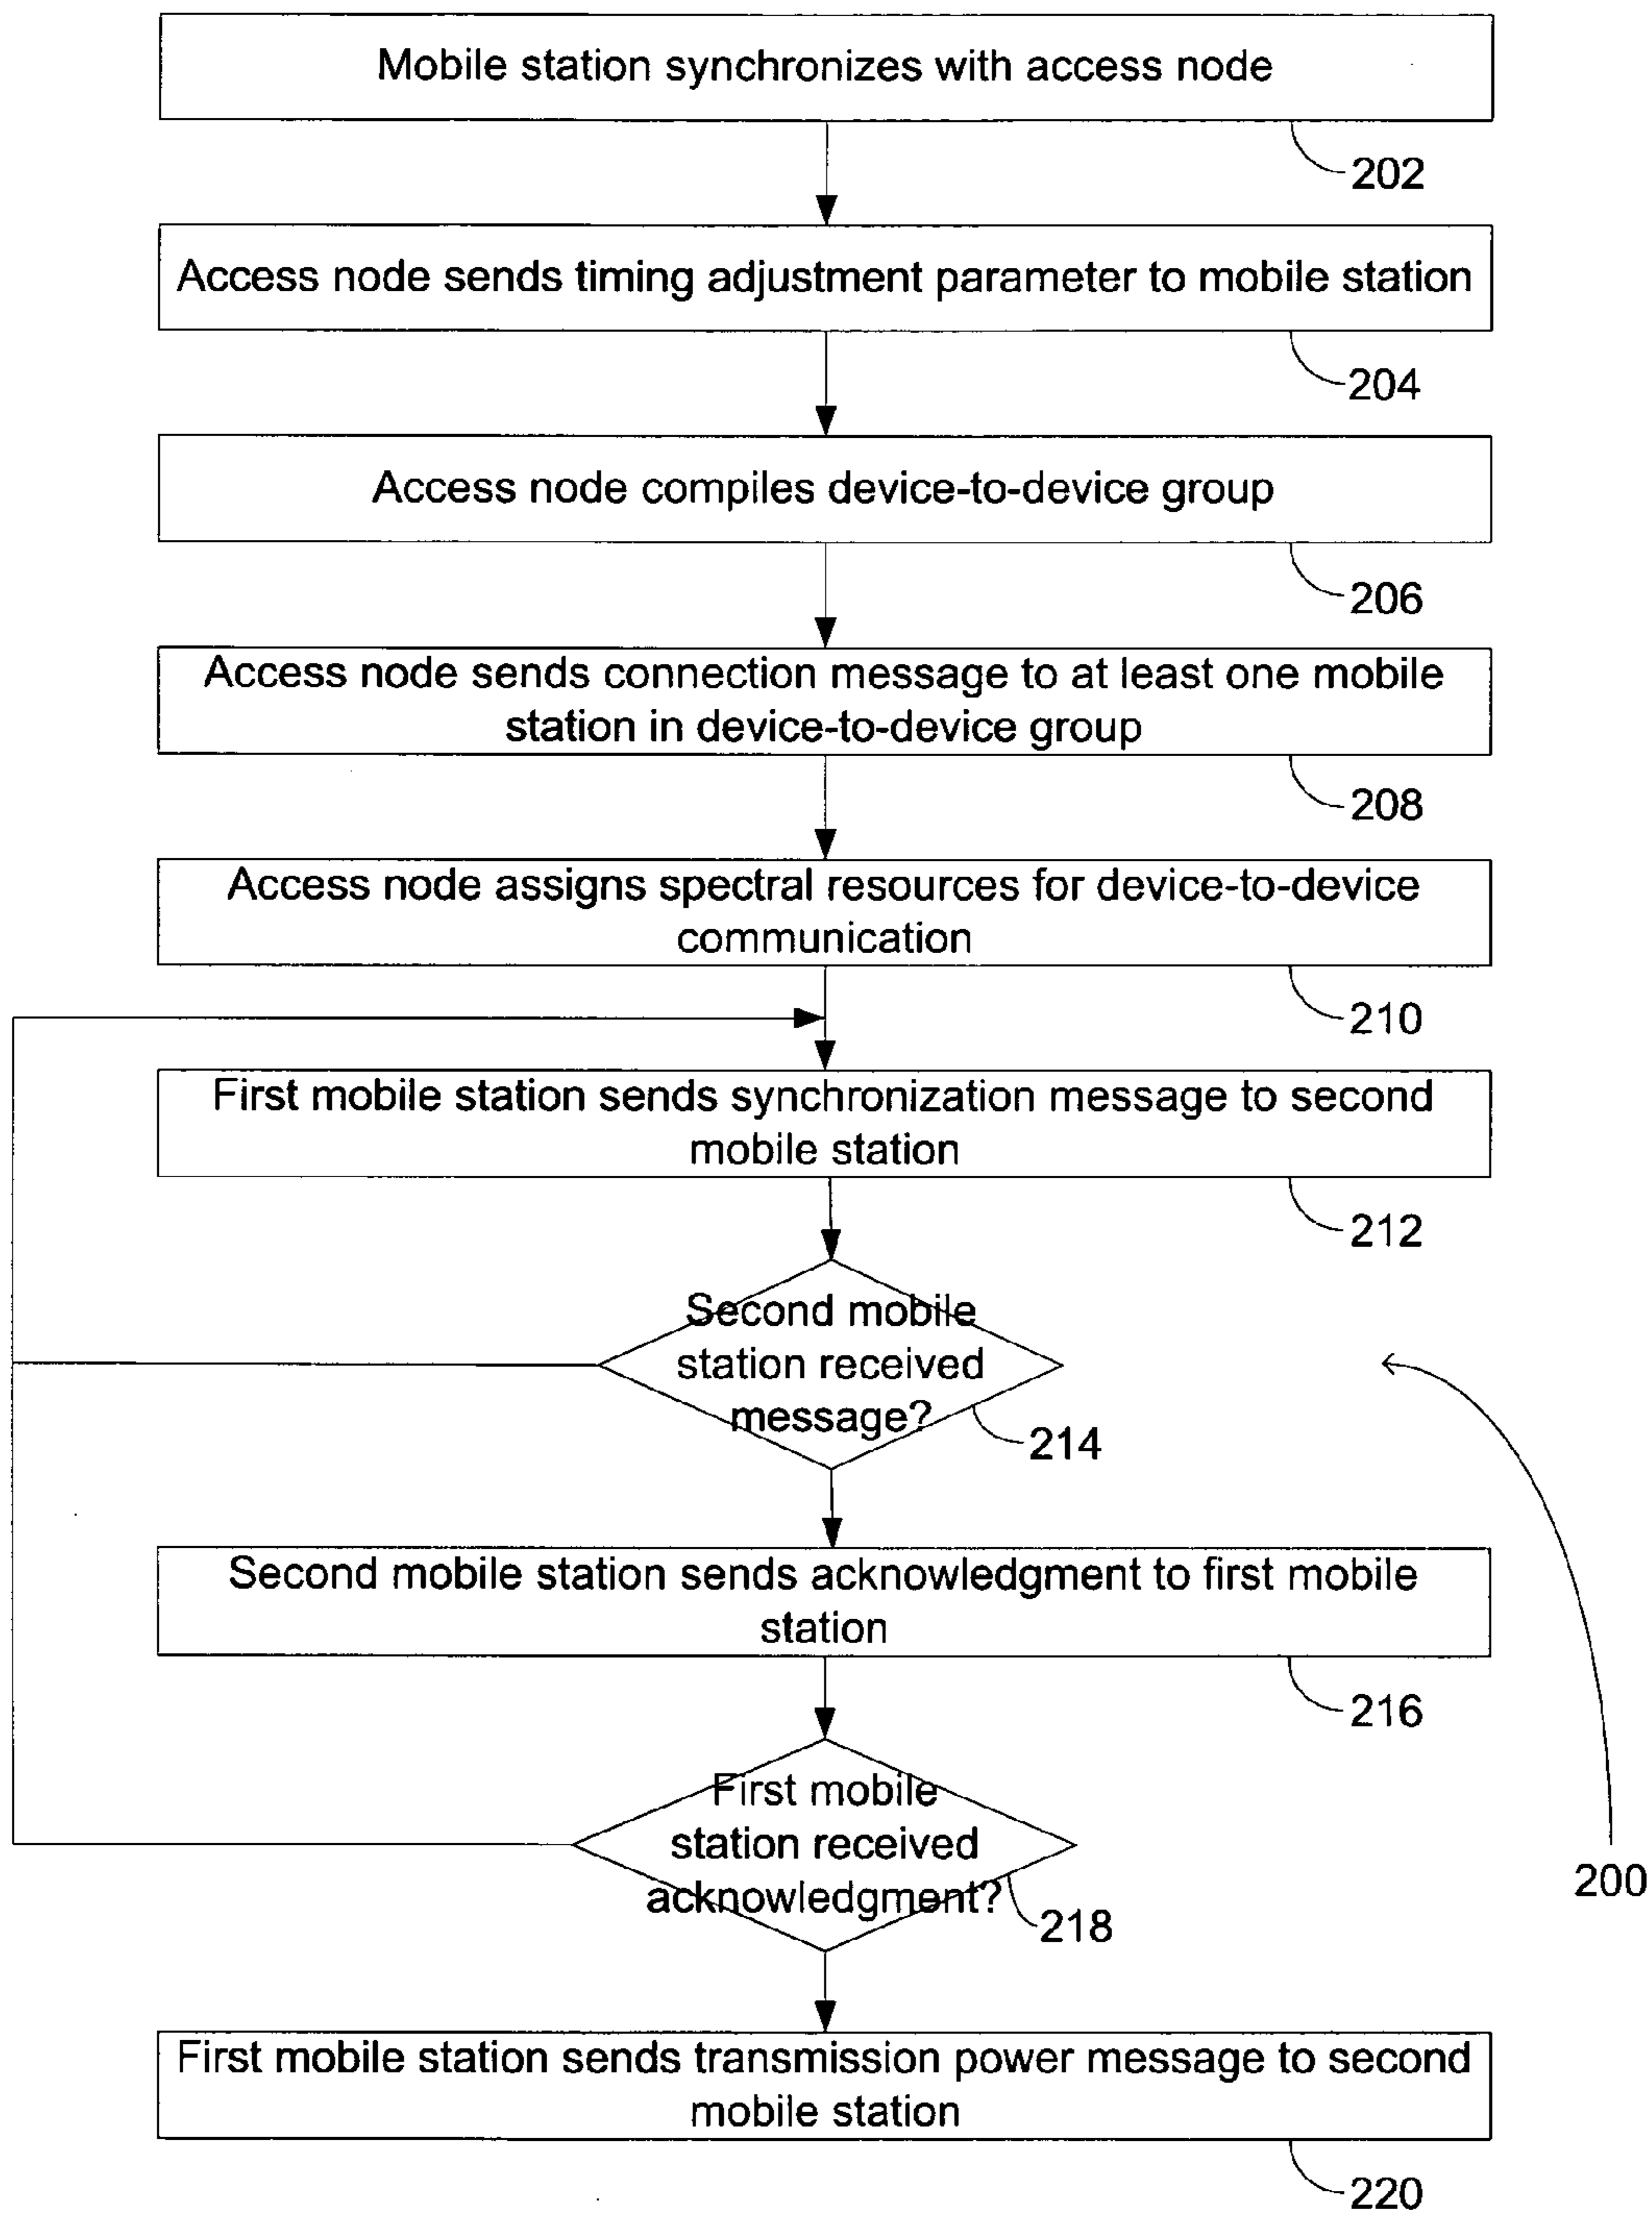 Mobile station synchronizes with access node
202
Access node sends timing adjustment parameter to mobile station
204
Access node compiles device-to-device group
206
Access node sends connection message to at least one mobile
station in device-to-device group
208
Access node assigns spectral resources for device-to-device
communication
210
First mobile station sends synchronization message to second
mobile station
212
Second mobile
station received
message?
214
Second mobile station sends acknowledgment to first mobile
station
216
First mobile
station received
acknowledgment?
218
200
First mobile station sends transmission power message to second
mobile station
220